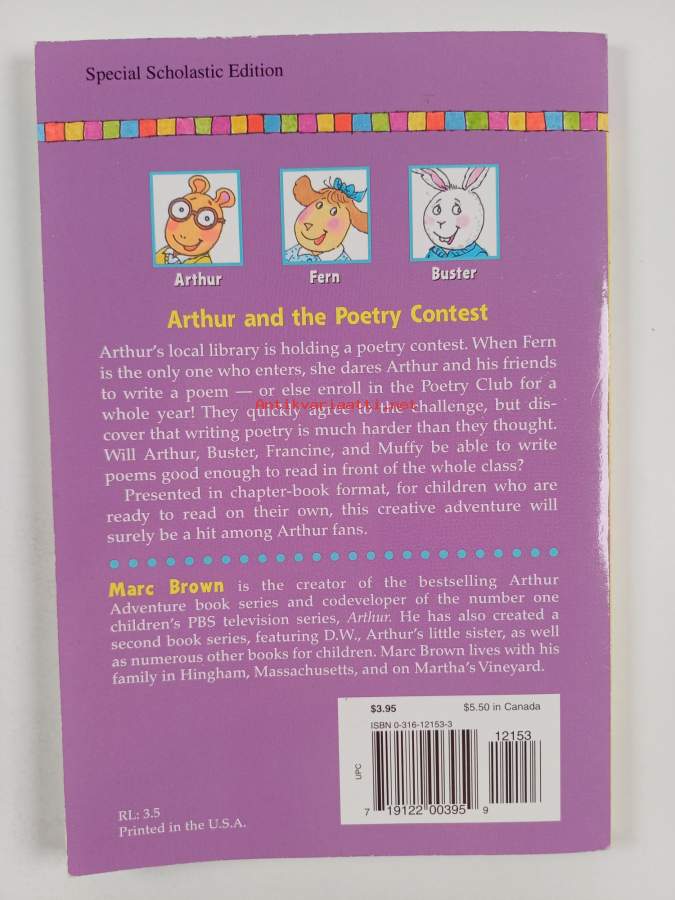 Special Scholastic Edition
Arthur
Fern
Buster
Arthur and the Poetry Contest
Arthur's local library is holding a poetry contest. When Fern
is the only one who enters, she dares Arthur and his friends
to write a poem — or else enroll in the Poetry Club for a
whole year! They quickly agree to the challenge, but dis-
Antikvariaatti.net
cover that writing poetry is much harder than they thought.
Will Arthur, Buster, Francine, and Muffy be able to write
poems good enough to read in front of the whole class?
Presented in chapter-book format, for children who are
ready to read on their own, this creative adventure will
surely be a hit among Arthur fans.
Marc Brown is the creator of the bestselling Arthur
Adventure book series and codeveloper of the number one
children's PBS television series, Arthur. He has also created a
second book series, featuring D.W., Arthur's little sister, as well
as numerous other books for children. Marc Brown lives with his
family in Hingham, Massachusetts, and on Martha's Vineyard.
$3.95 $5.50 in Canada
ISBN 0-316-12153-3
12153
UPC
7 19122 00395 9
RL: 3.5
Printed in the U.S.A.